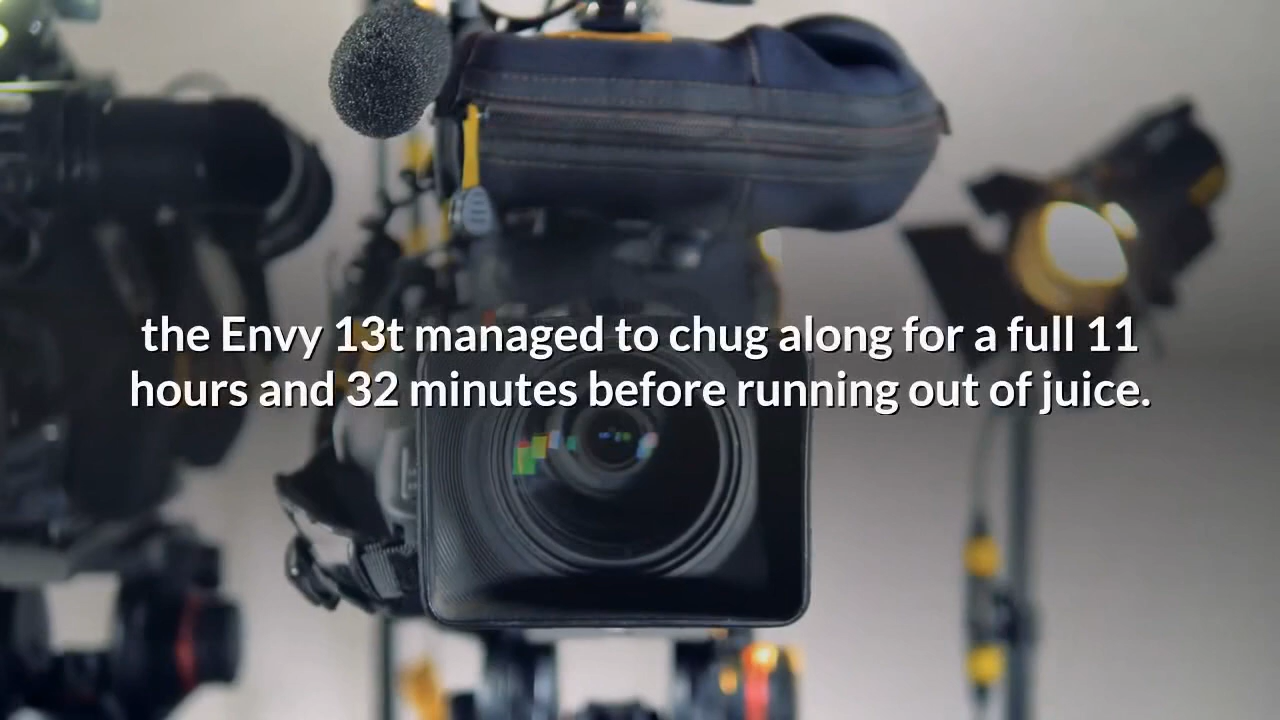 the Envy 13t managed to chug along for a full 11
hours and 32 minutes before running out of juice.